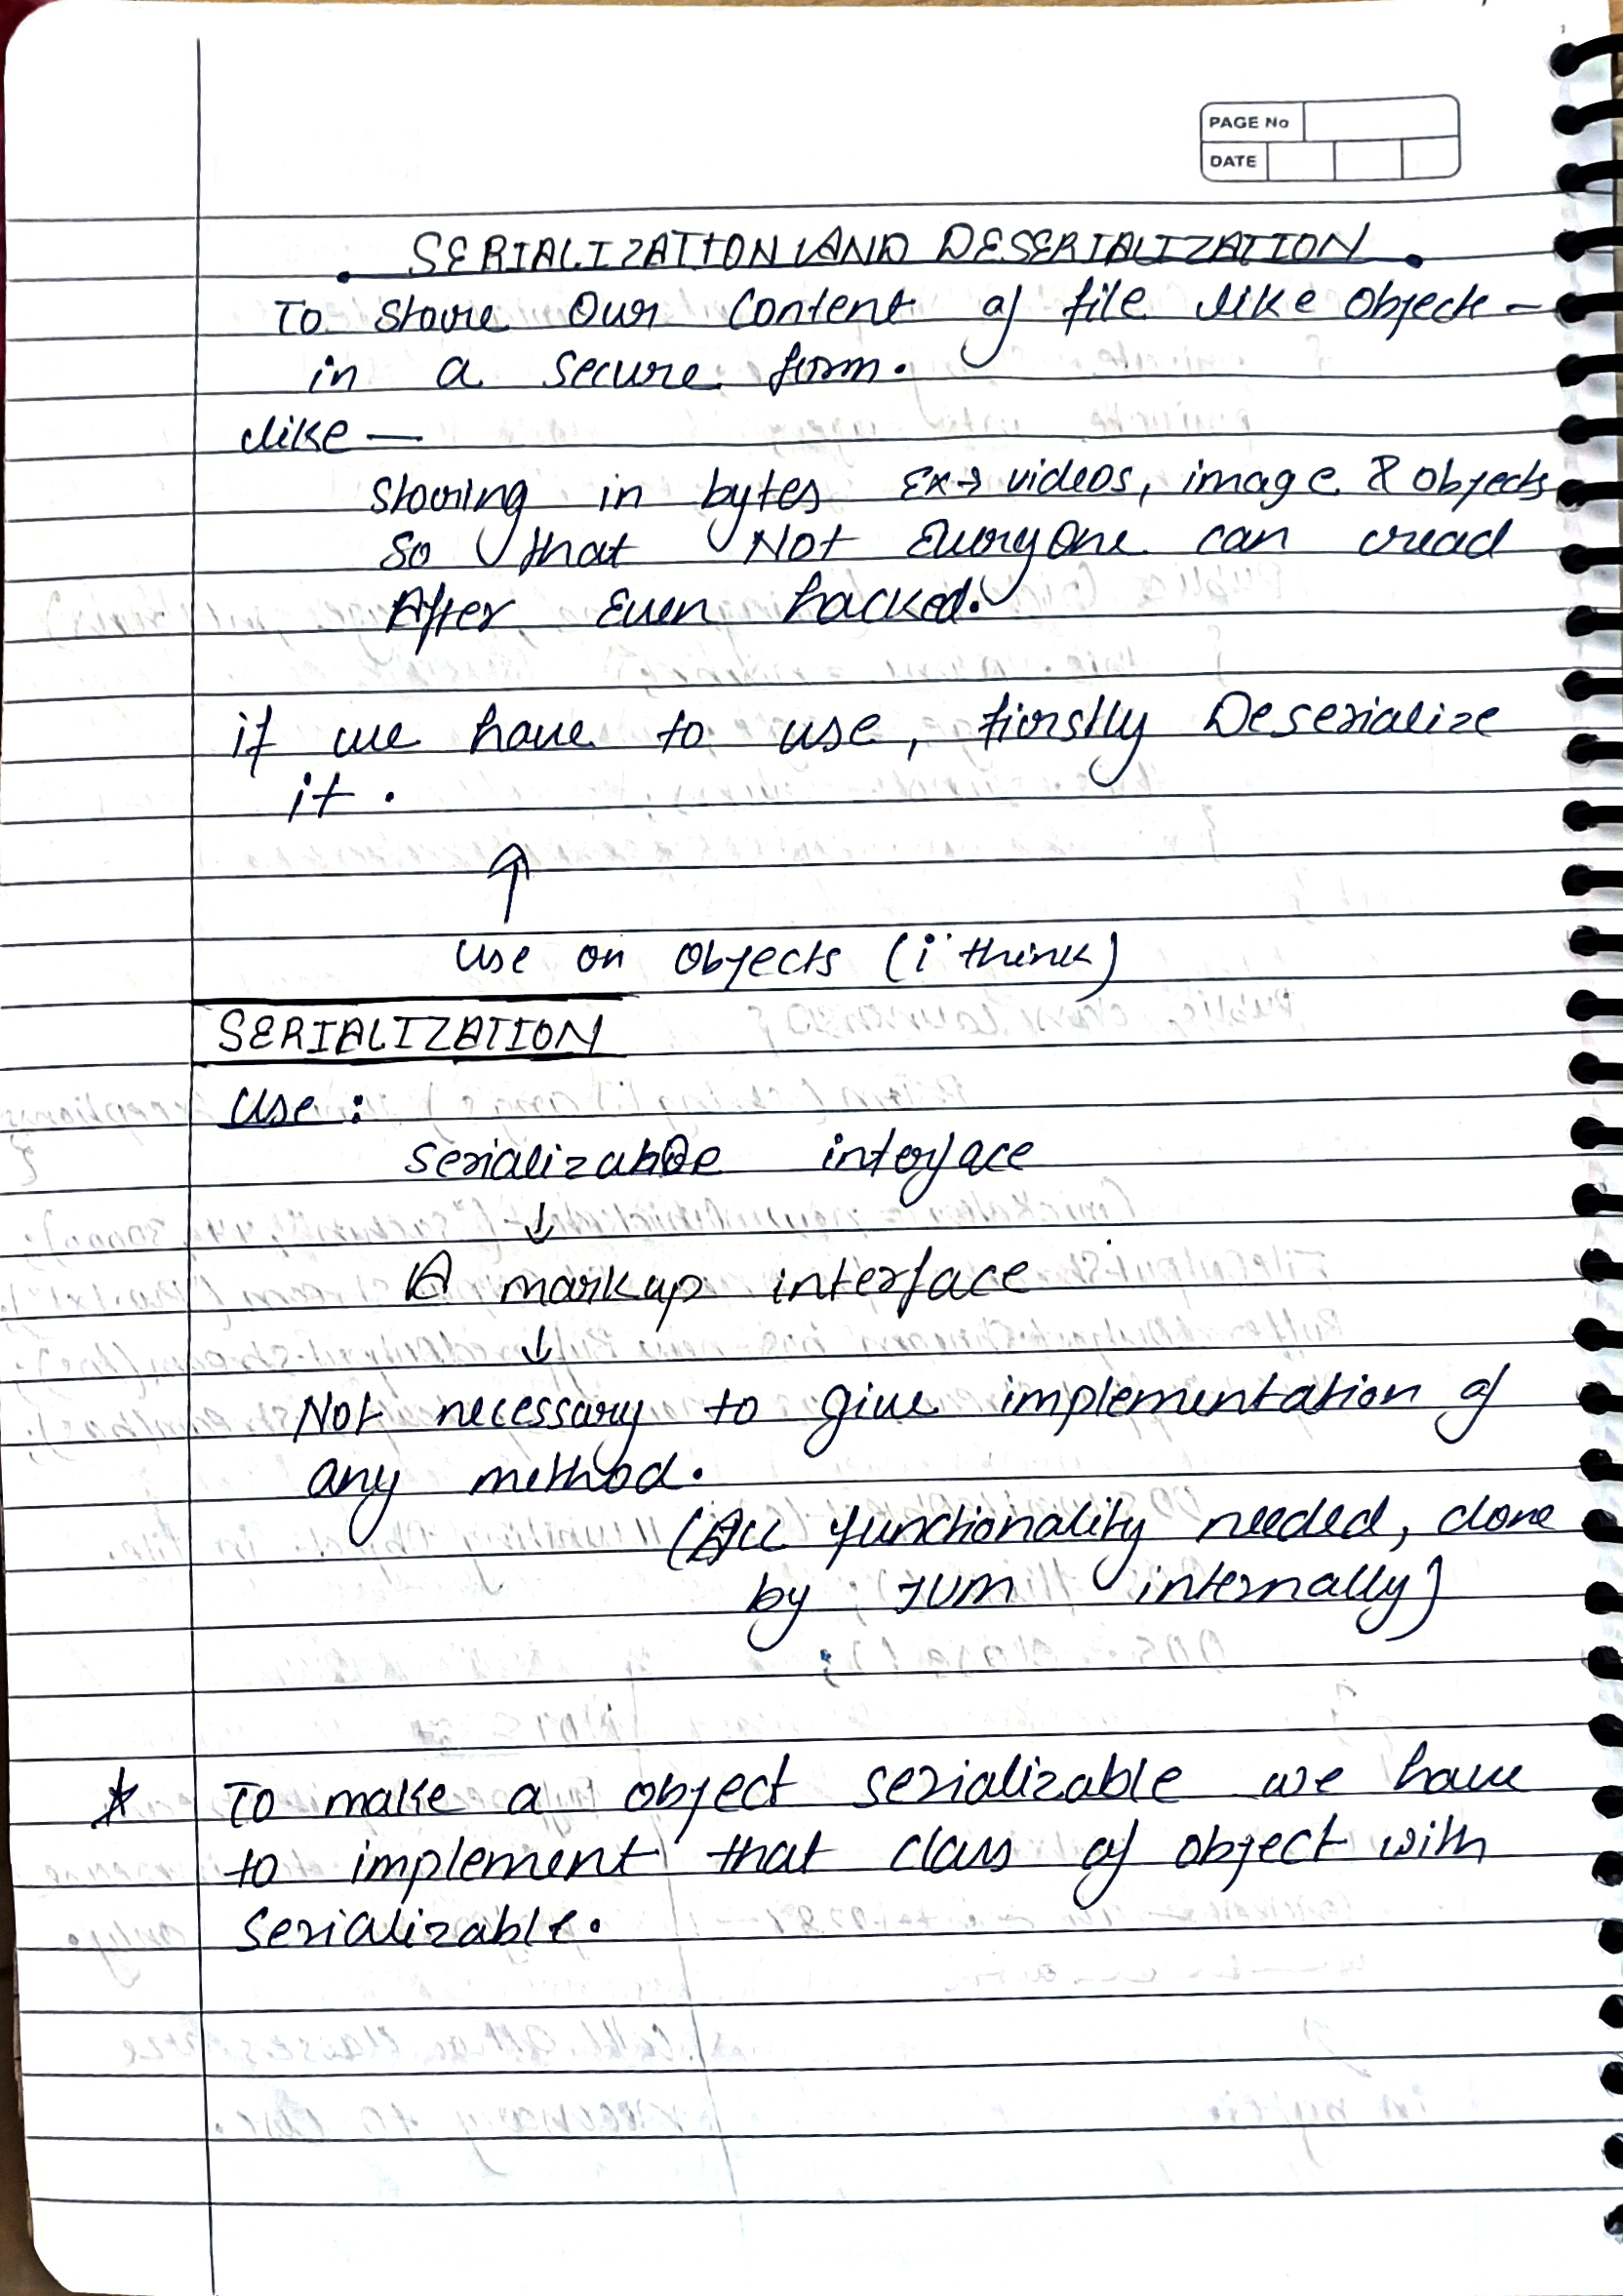 PAGE No
DATE
SERIALIZATION AND DESERIALIZATION
To store our content of file like object -
in a secure form.
like —
storing in bytes Ex→ videos, image & objects
so that Not Everyone can read
After Even hacked.
if we have to use, firstly Deserialize
it.
↑
use on objects (i think)
SERIALIZATION
Use:
Serializable interface
↓
A markup interface
↓
Not necessary to give implementation of
any method.
(All functionality needed, done
by JVM internally)
* To make a object serializable we have
to implement that class of object with
Serializable.